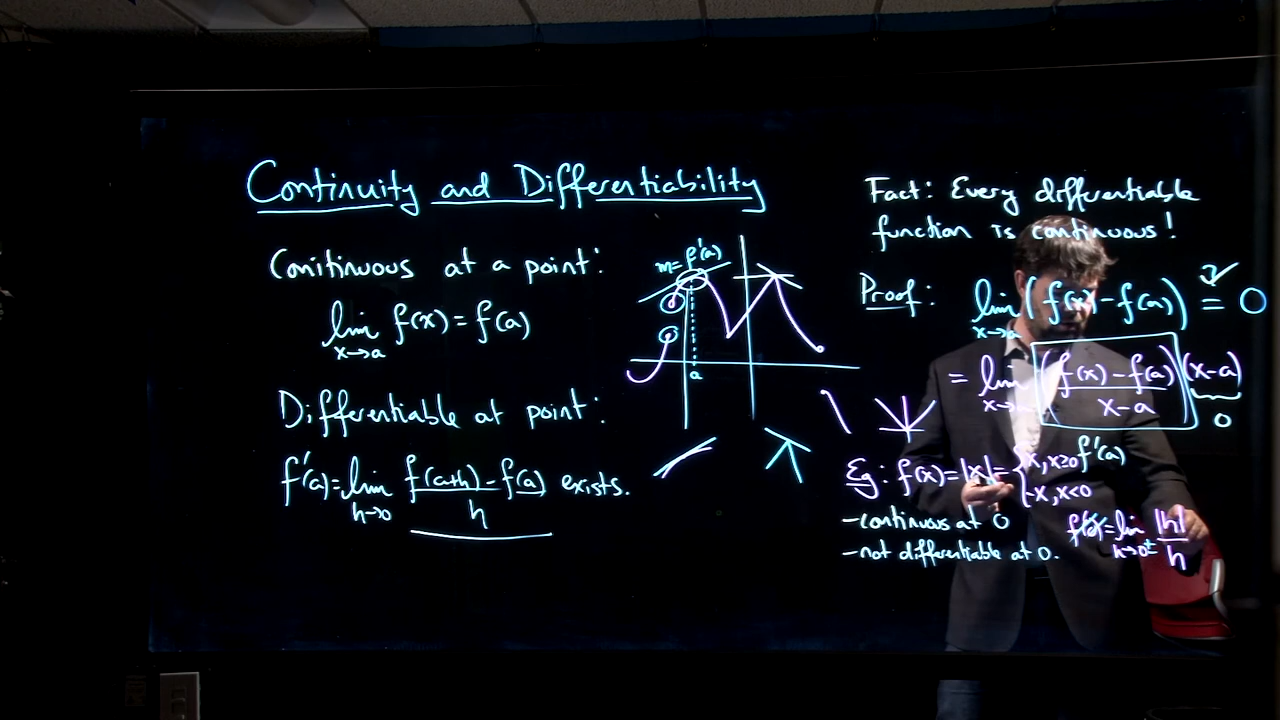 Continuity and Differentiability
Conitinuous at a point:
lim f(x) = f(a)
x→a
Differentiable at point:
f'(a) = lim f(a+h) - f(a) exists.
h→0 h
m = f'(a)
a
Fact: Every differentiable
function is continuous!
Proof: lim (f(x) - f(a)) =? 0
x→a
= lim (f(x) - f(a)) (x-a)
x→a x-a 0
f'(a)
Eg: f(x) = |x| = { x, x≥0
-x, x<0
-continuous at 0
-not differentiable at 0.
f'(0) = lim |h|
h→0± h